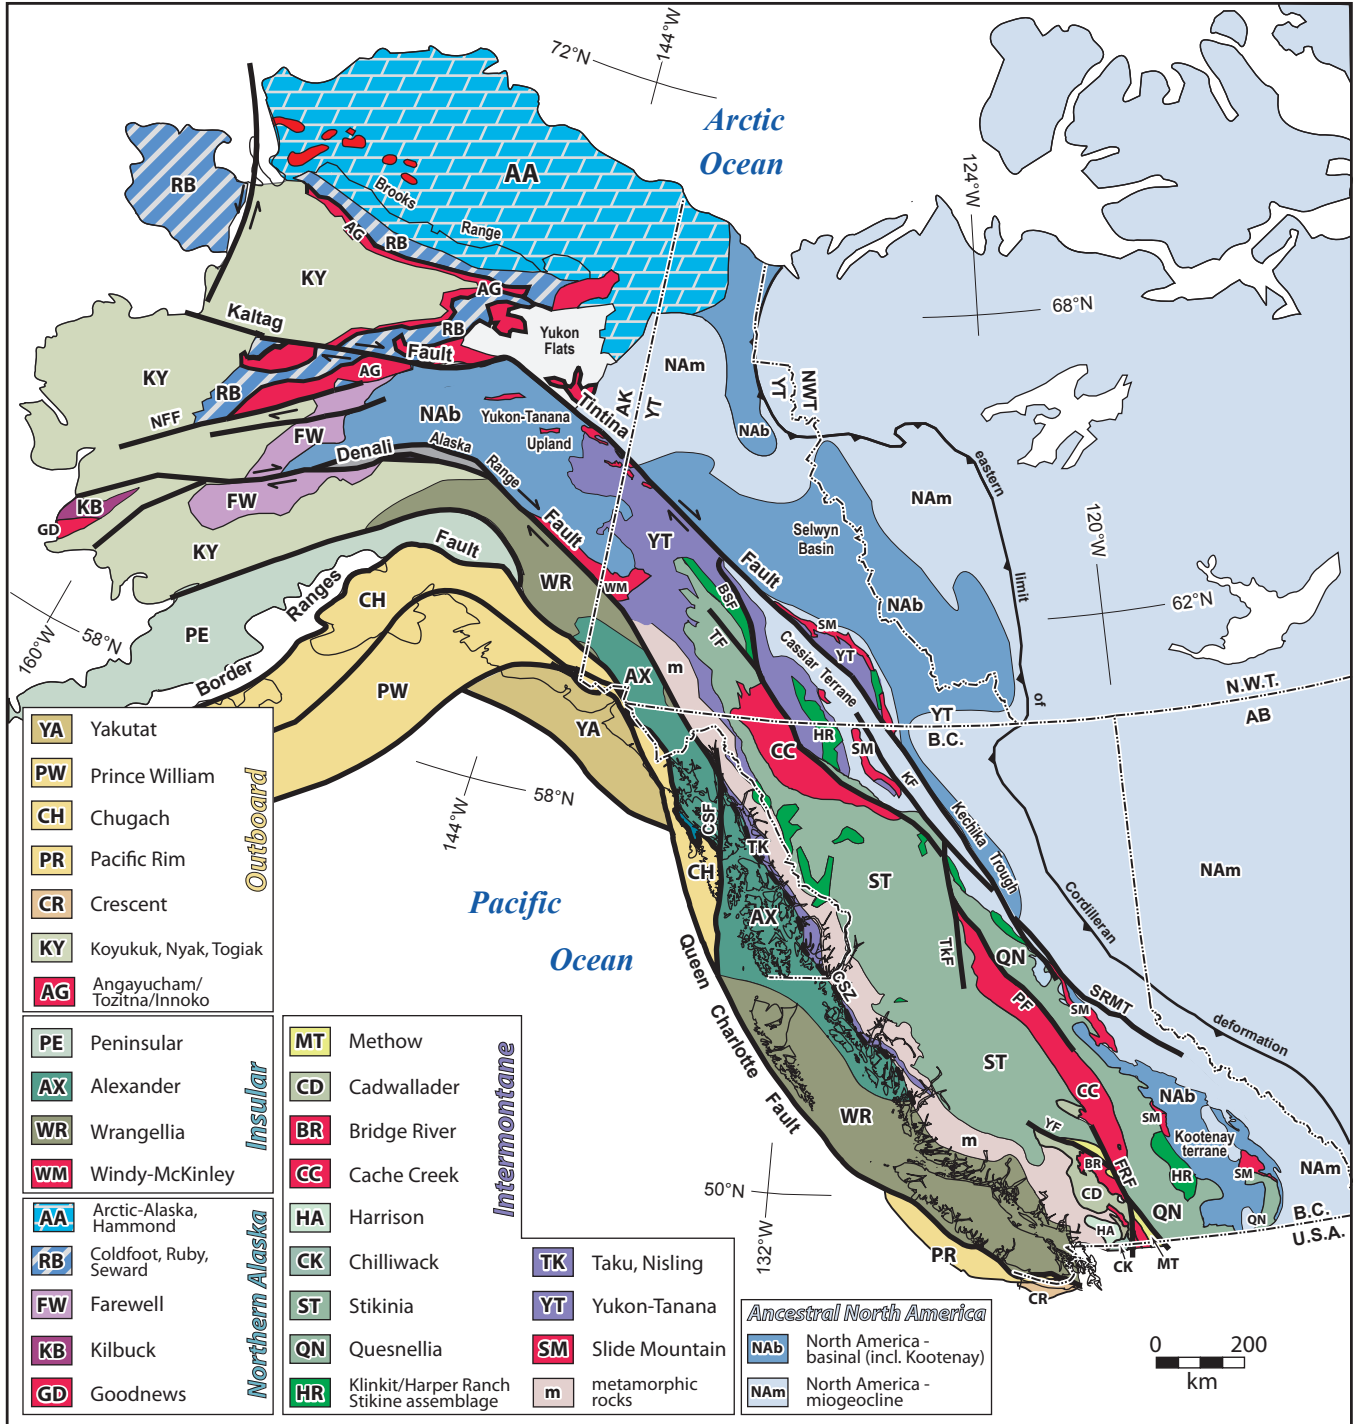 72°N
144°W
Arctic
Ocean
124°W
RB
AA
Brooks
Range
AG
RB
KY
AG
68°N
Kaltag
RB
Yukon
Flats
Fault
NAm
YT
NWT
KY
AG
RB
AK
YT
Tintina
NFF
NAb
Yukon-Tanana
Upland
NAb
FW
Denali
Alaska
Range
eastern
NAm
KB
FW
GD
Fault
Selwyn
Basin
120°W
KY
Fault
YT
Fault
WR
WM
limit
Ranges
CH
BSF
NAb
62°N
160°W
58°N
PE
TF
SM
Cassiar Terrane
YT
Border
AX
m
of
N.W.T.
PW
YT
B.C.
AB
YA
HR
SM
CC
KF
58°N
144°W
CSF
Kechika Trough
TK
CH
ST
NAm
Pacific
Ocean
AX
Cordilleran
Queen
TkF
QN
CSZ
PF
SRMT
SM
Charlotte
deformation
ST
Fault
CC
NAb
WR
SM
Kootenay
terrane
YF
m
BR
FRF
HR
SM
NAm
50°N
CD
QN
QN
B.C.
U.S.A.
HA
132°W
PR
CK
MT
CR
YA Yakutat
PW Prince William
CH Chugach
PR Pacific Rim
CR Crescent
KY Koyukuk, Nyak, Togiak
AG Angayucham/
Tozitna/Innoko
Outboard
PE Peninsular
AX Alexander
WR Wrangellia
WM Windy-McKinley
Insular
AA Arctic-Alaska,
Hammond
RB Coldfoot, Ruby,
Seward
FW Farewell
KB Kilbuck
GD Goodnews
Northern Alaska
MT Methow
CD Cadwallader
BR Bridge River
CC Cache Creek
HA Harrison
CK Chilliwack
ST Stikinia
QN Quesnellia
HR Klinkit/Harper Ranch
Stikine assemblage
Intermontane
TK Taku, Nisling
YT Yukon-Tanana
SM Slide Mountain
m metamorphic
rocks
Ancestral North America
NAb North America -
basinal (incl. Kootenay)
NAm North America -
miogeocline
0 200
km